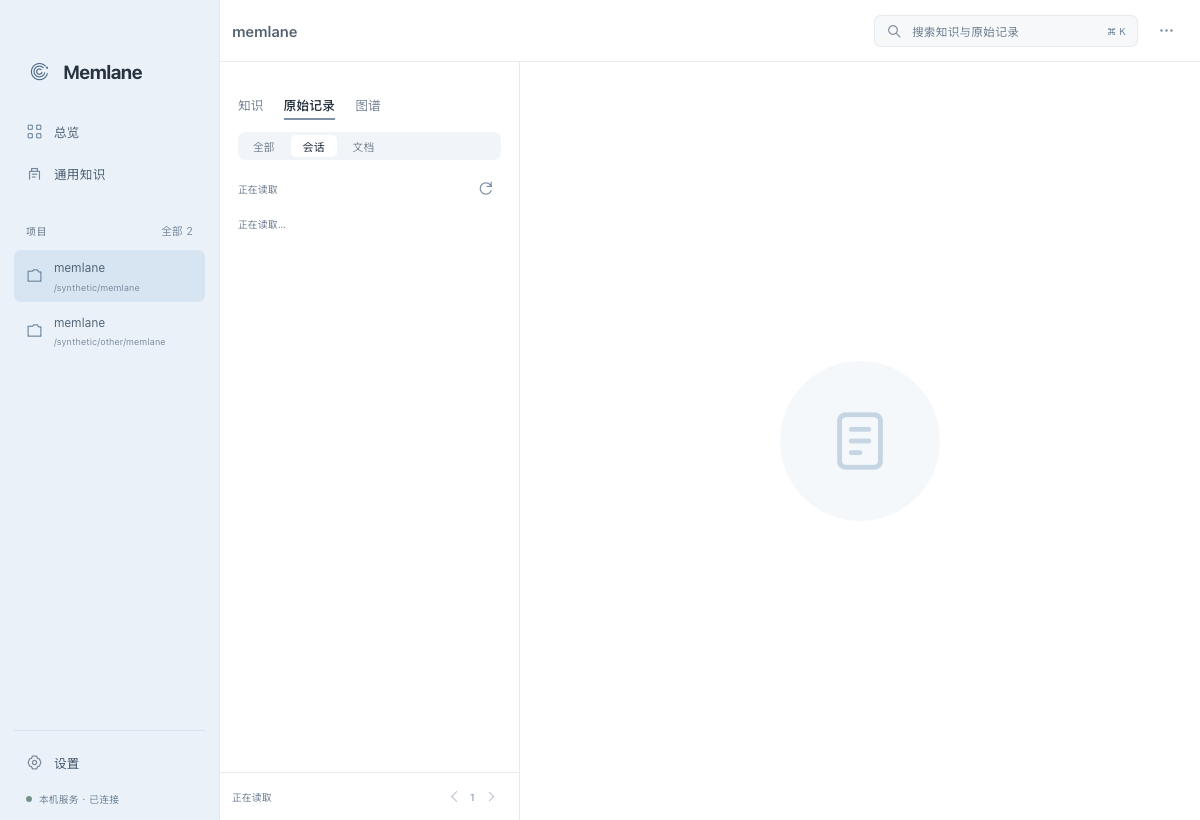 Memlane
总览
通用知识
项目
全部 2
memlane
/synthetic/memlane
memlane
/synthetic/other/memlane
设置
本机服务 · 已连接
memlane
搜索知识与原始记录
⌘ K
知识
原始记录
图谱
全部
会话
文档
正在读取
正在读取...
正在读取
1